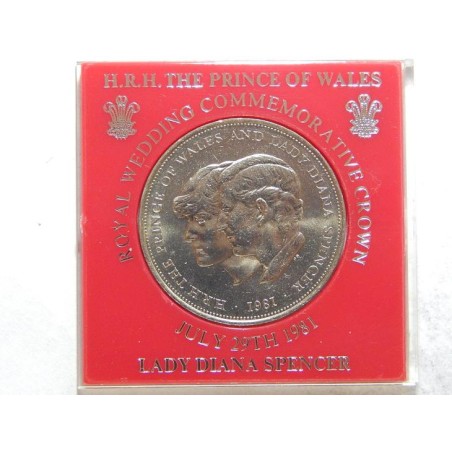 H.R.H. THE PRINCE OF WALES
ROYAL WEDDING COMMEMORATIVE CROWN
H.R.H. THE PRINCE OF WALES AND LADY DIANA SPENCER · 1981 ·
JULY 29TH 1981
LADY DIANA SPENCER